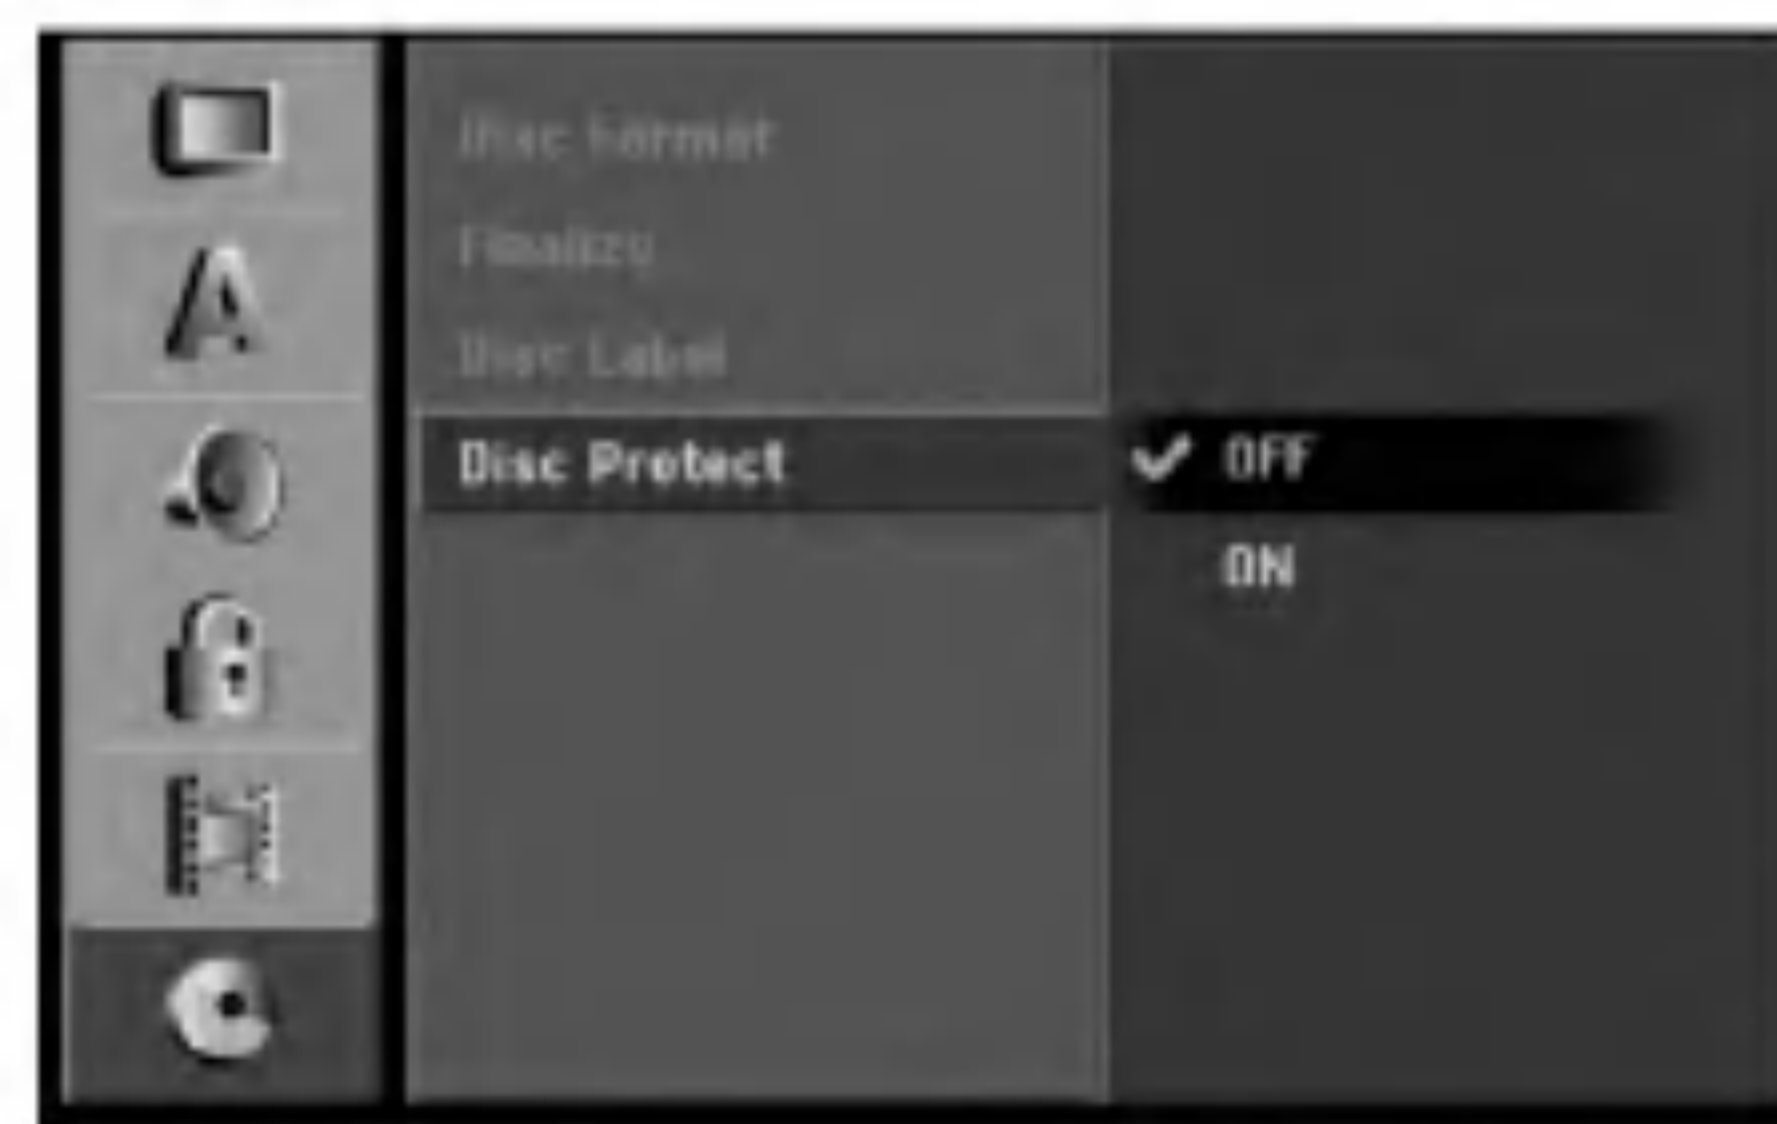 Disc Format
Finalize
Disc Label
Disc Protect
OFF
ON